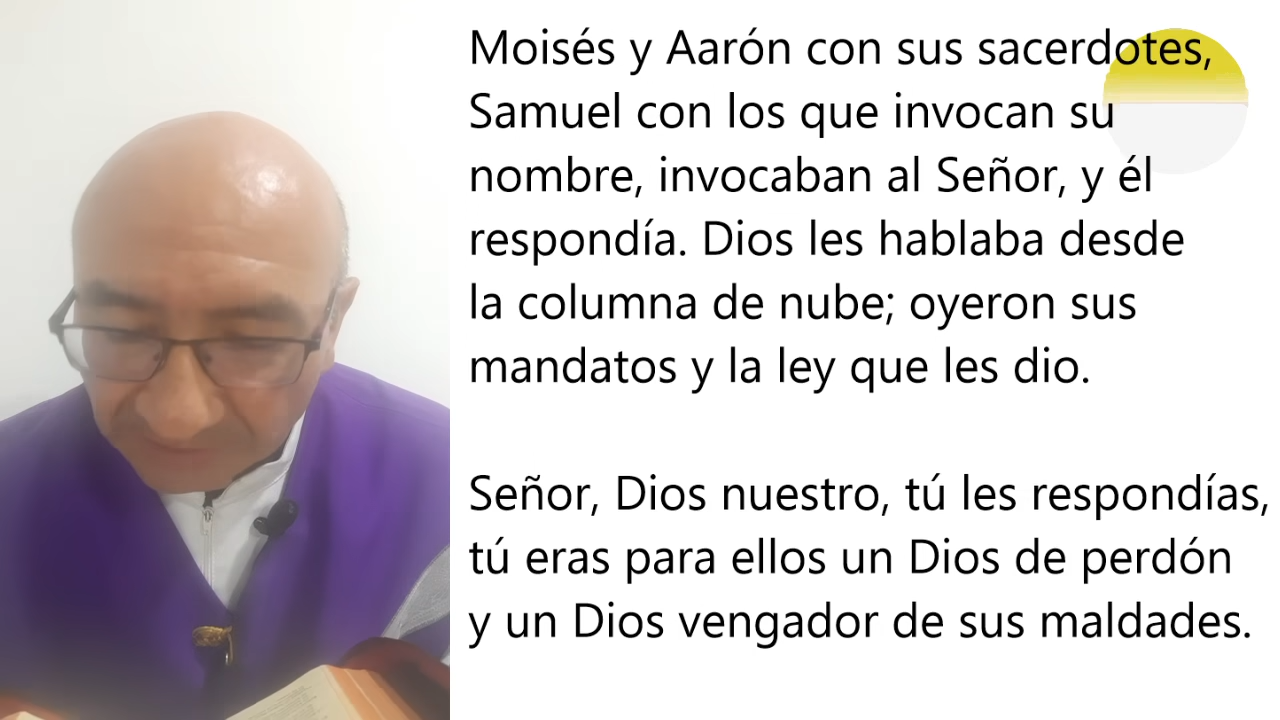 Moisés y Aarón con sus sacerdotes,
Samuel con los que invocan su
nombre, invocaban al Señor, y él
respondía. Dios les hablaba desde
la columna de nube; oyeron sus
mandatos y la ley que les dio.
Señor, Dios nuestro, tú les respondías,
tú eras para ellos un Dios de perdón
y un Dios vengador de sus maldades.